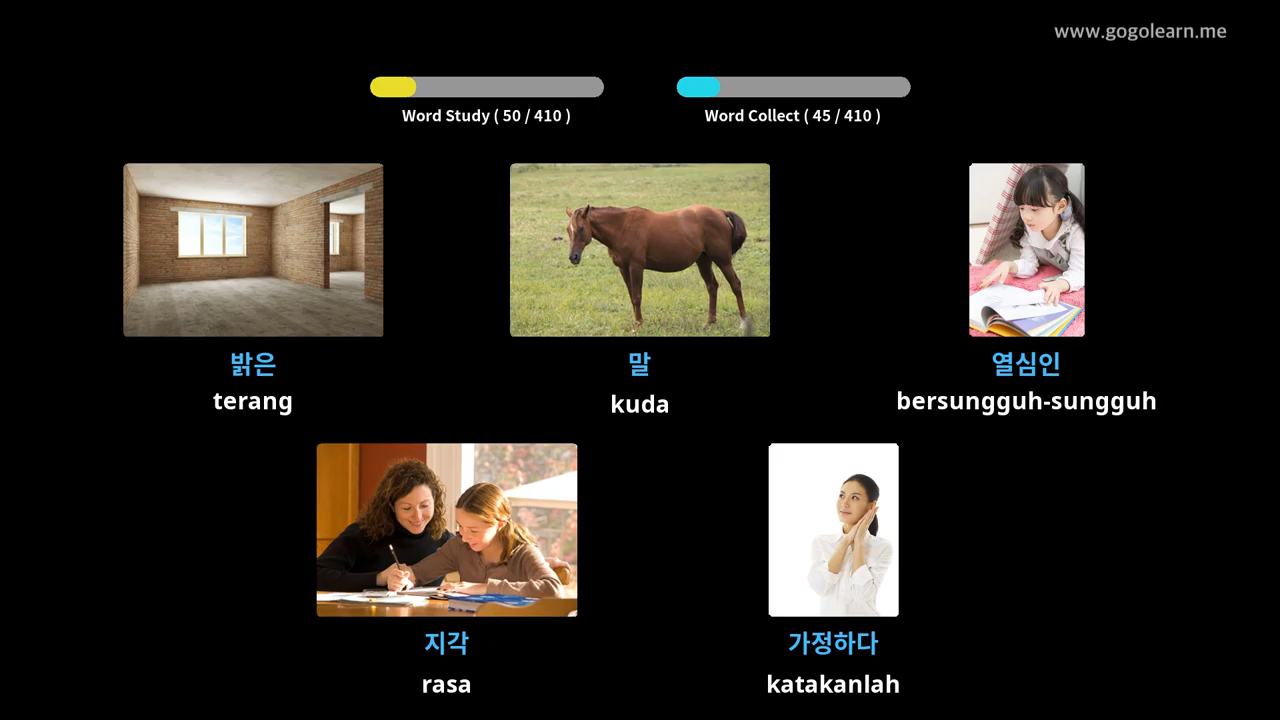 www.gogolearn.me
Word Study ( 50 / 410 )
Word Collect ( 45 / 410 )
밝은
terang
말
kuda
열심인
bersungguh-sungguh
지각
rasa
가정하다
katakanlah